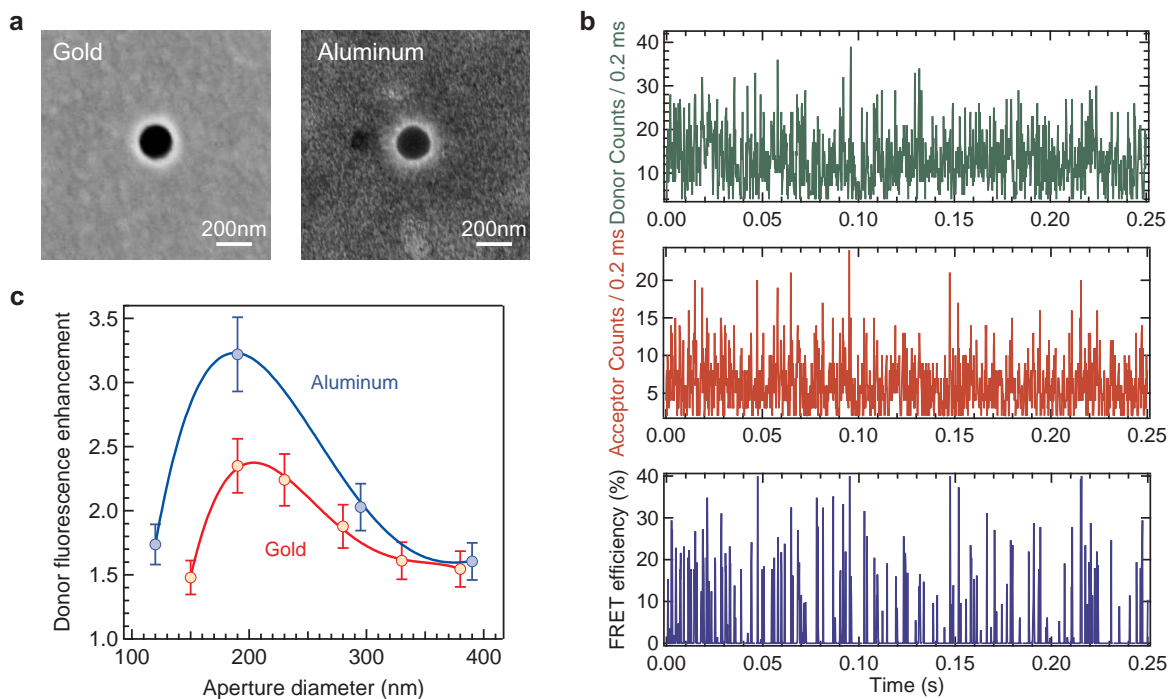 a
Gold
200nm
Aluminum
200nm
b
Donor Counts / 0.2 ms
40
30
20
10
0.00 0.05 0.10 0.15 0.20 0.25
Acceptor Counts / 0.2 ms
20
15
10
5
0.00 0.05 0.10 0.15 0.20 0.25
FRET efficiency (%)
40
30
20
10
0
0.00 0.05 0.10 0.15 0.20 0.25
Time (s)
c
Donor fluorescence enhancement
3.5
3.0
2.5
2.0
1.5
1.0
Aluminum
Gold
100 200 300 400
Aperture diameter (nm)